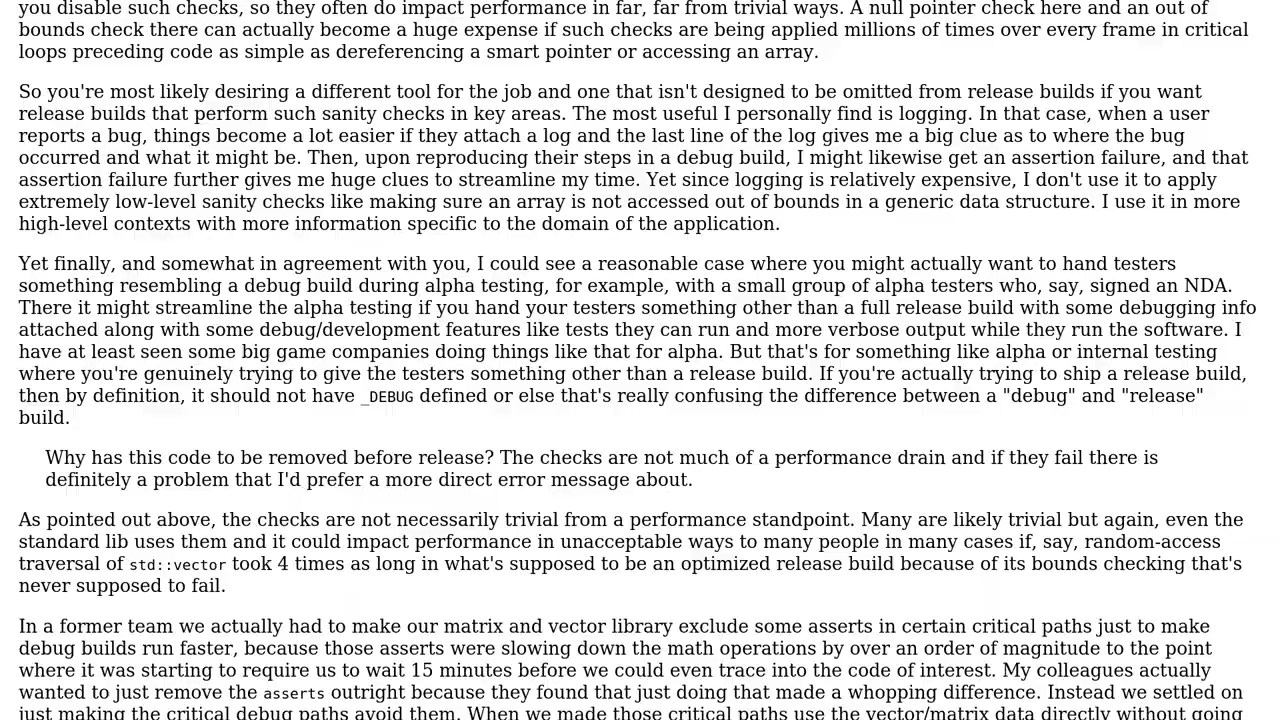 you disable such checks, so they often do impact performance in far, far from trivial ways. A null pointer check here and an out of
bounds check there can actually become a huge expense if such checks are being applied millions of times over every frame in critical
loops preceding code as simple as dereferencing a smart pointer or accessing an array.
So you're most likely desiring a different tool for the job and one that isn't designed to be omitted from release builds if you want
release builds that perform such sanity checks in key areas. The most useful I personally find is logging. In that case, when a user
reports a bug, things become a lot easier if they attach a log and the last line of the log gives me a big clue as to where the bug
occurred and what it might be. Then, upon reproducing their steps in a debug build, I might likewise get an assertion failure, and that
assertion failure further gives me huge clues to streamline my time. Yet since logging is relatively expensive, I don't use it to apply
extremely low-level sanity checks like making sure an array is not accessed out of bounds in a generic data structure. I use it in more
high-level contexts with more information specific to the domain of the application.
Yet finally, and somewhat in agreement with you, I could see a reasonable case where you might actually want to hand testers
something resembling a debug build during alpha testing, for example, with a small group of alpha testers who, say, signed an NDA.
There it might streamline the alpha testing if you hand your testers something other than a full release build with some debugging info
attached along with some debug/development features like tests they can run and more verbose output while they run the software. I
have at least seen some big game companies doing things like that for alpha. But that's for something like alpha or internal testing
where you're genuinely trying to give the testers something other than a release build. If you're actually trying to ship a release build,
then by definition, it should not have _DEBUG defined or else that's really confusing the difference between a "debug" and "release"
build.
Why has this code to be removed before release? The checks are not much of a performance drain and if they fail there is
definitely a problem that I'd prefer a more direct error message about.
As pointed out above, the checks are not necessarily trivial from a performance standpoint. Many are likely trivial but again, even the
standard lib uses them and it could impact performance in unacceptable ways to many people in many cases if, say, random-access
traversal of std::vector took 4 times as long in what's supposed to be an optimized release build because of its bounds checking that's
never supposed to fail.
In a former team we actually had to make our matrix and vector library exclude some asserts in certain critical paths just to make
debug builds run faster, because those asserts were slowing down the math operations by over an order of magnitude to the point
where it was starting to require us to wait 15 minutes before we could even trace into the code of interest. My colleagues actually
wanted to just remove the asserts outright because they found that just doing that made a whopping difference. Instead we settled on
just making the critical debug paths avoid them. When we made those critical paths use the vector/matrix data directly without going